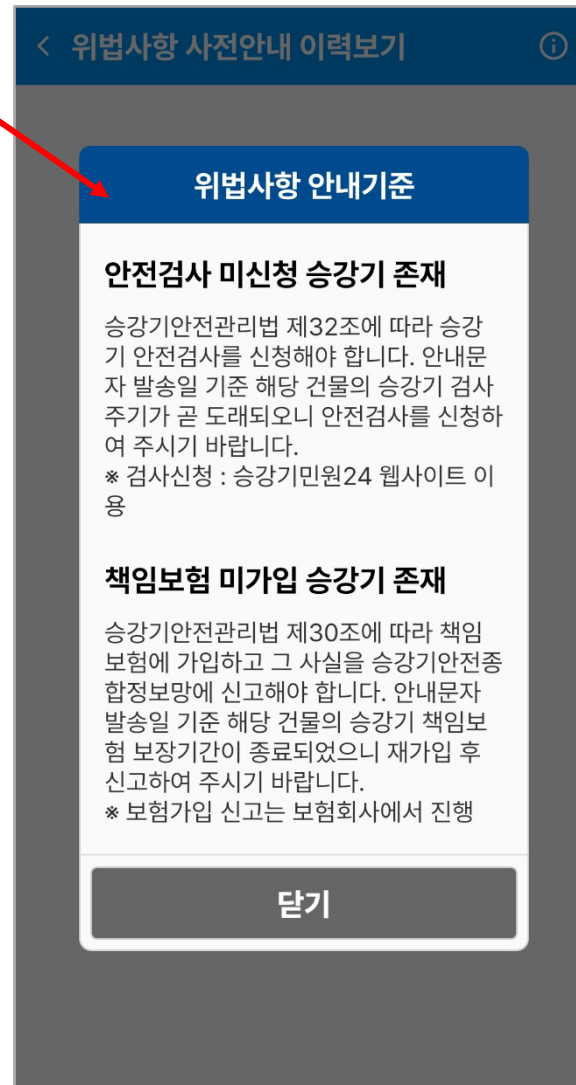 위법사항 사전안내 이력보기
위법사항 안내기준
안전검사 미신청 승강기 존재
승강기안전관리법 제32조에 따라 승강
기 안전검사를 신청해야 합니다. 안내문
자 발송일 기준 해당 건물의 승강기 검사
주기가 곧 도래되오니 안전검사를 신청하
여 주시기 바랍니다.
※ 검사신청 : 승강기민원24 웹사이트 이
용
책임보험 미가입 승강기 존재
승강기안전관리법 제30조에 따라 책임
보험에 가입하고 그 사실을 승강기안전종
합정보망에 신고해야 합니다. 안내문자
발송일 기준 해당 건물의 승강기 책임보
험 보장기간이 종료되었으니 재가입 후
신고하여 주시기 바랍니다.
※ 보험가입 신고는 보험회사에서 진행
닫기